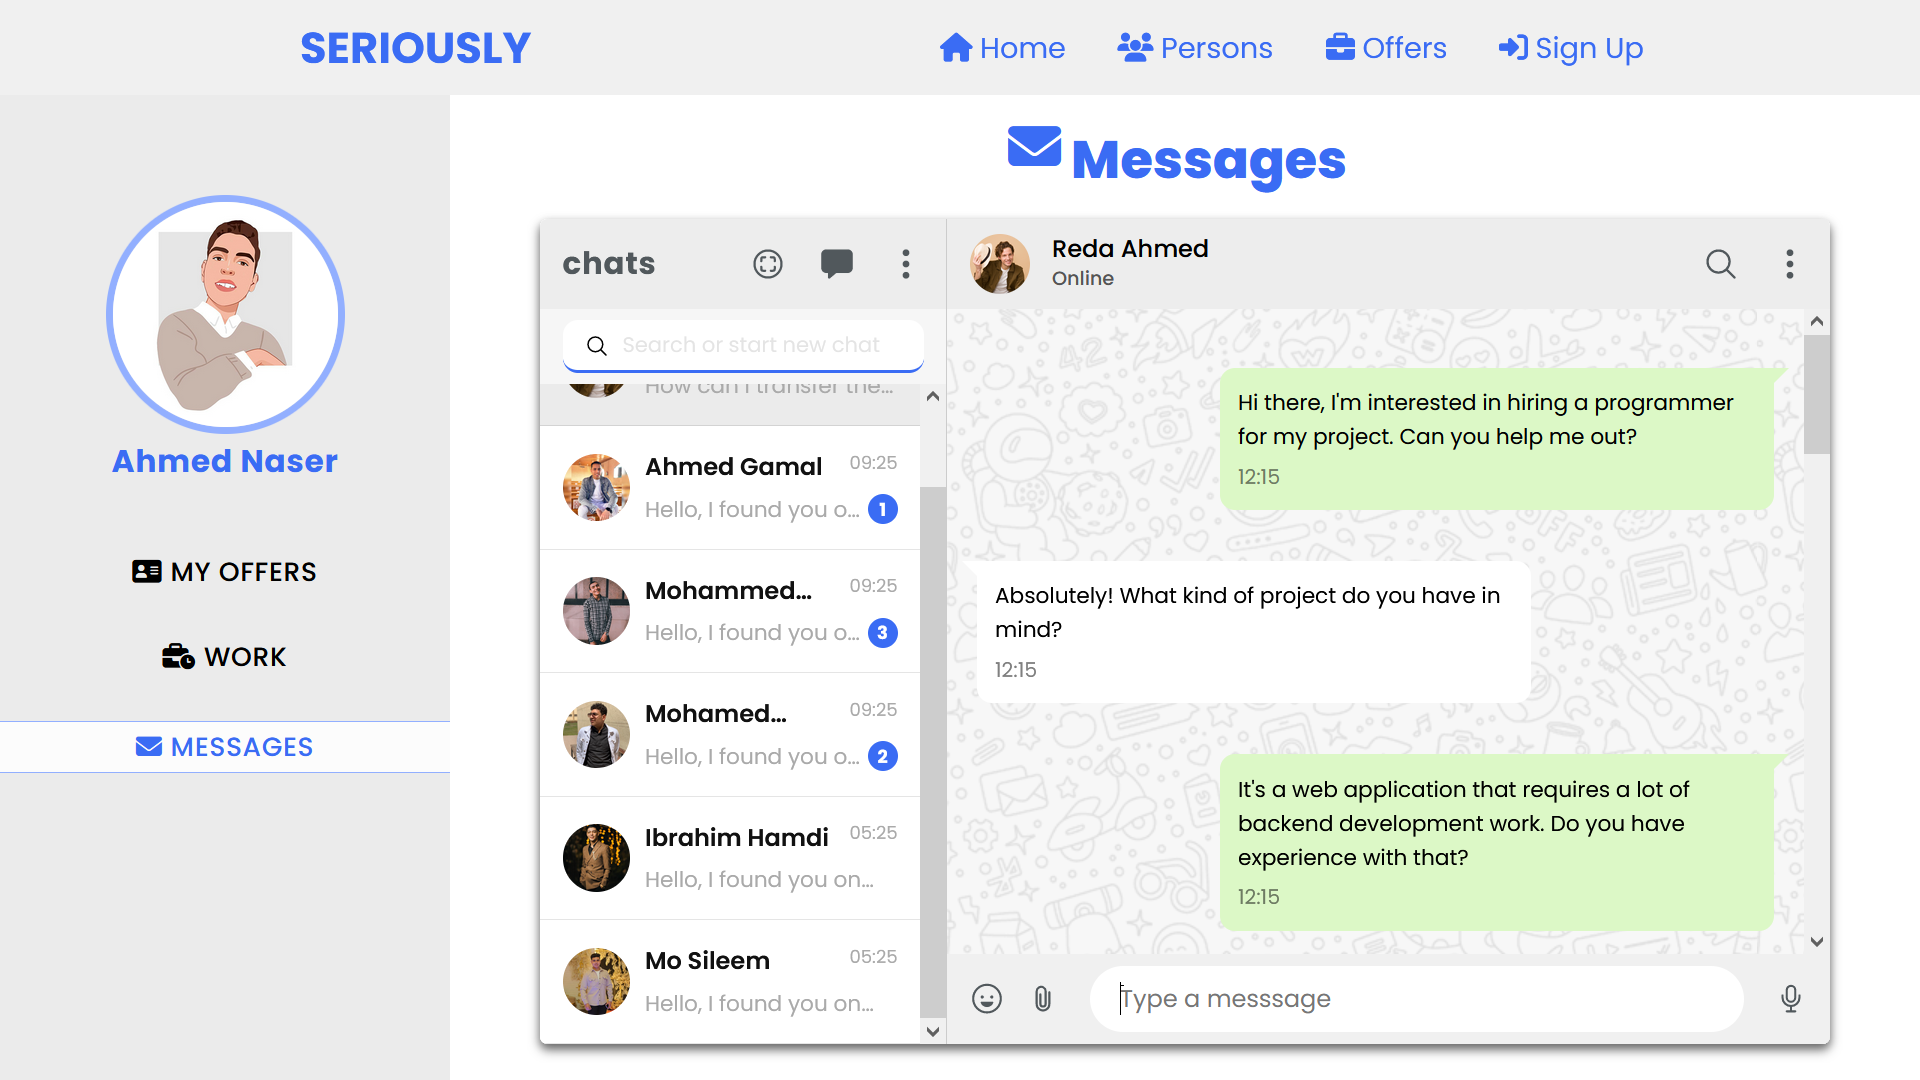 SERIOUSLY
Home
Persons
Offers
Sign Up
Ahmed Naser
MY OFFERS
WORK
MESSAGES
Messages
chats
Search or start new chat
How can I transfer the...
Ahmed Gamal 09:25
Hello, I found you o... 1
Mohammed... 09:25
Hello, I found you o... 3
Mohamed... 09:25
Hello, I found you o... 2
Ibrahim Hamdi 05:25
Hello, I found you on...
Mo Sileem 05:25
Hello, I found you on...
Reda Ahmed
Online
Hi there, I'm interested in hiring a programmer
for my project. Can you help me out?
12:15
Absolutely! What kind of project do you have in
mind?
12:15
It's a web application that requires a lot of
backend development work. Do you have
experience with that?
12:15
Type a messsage